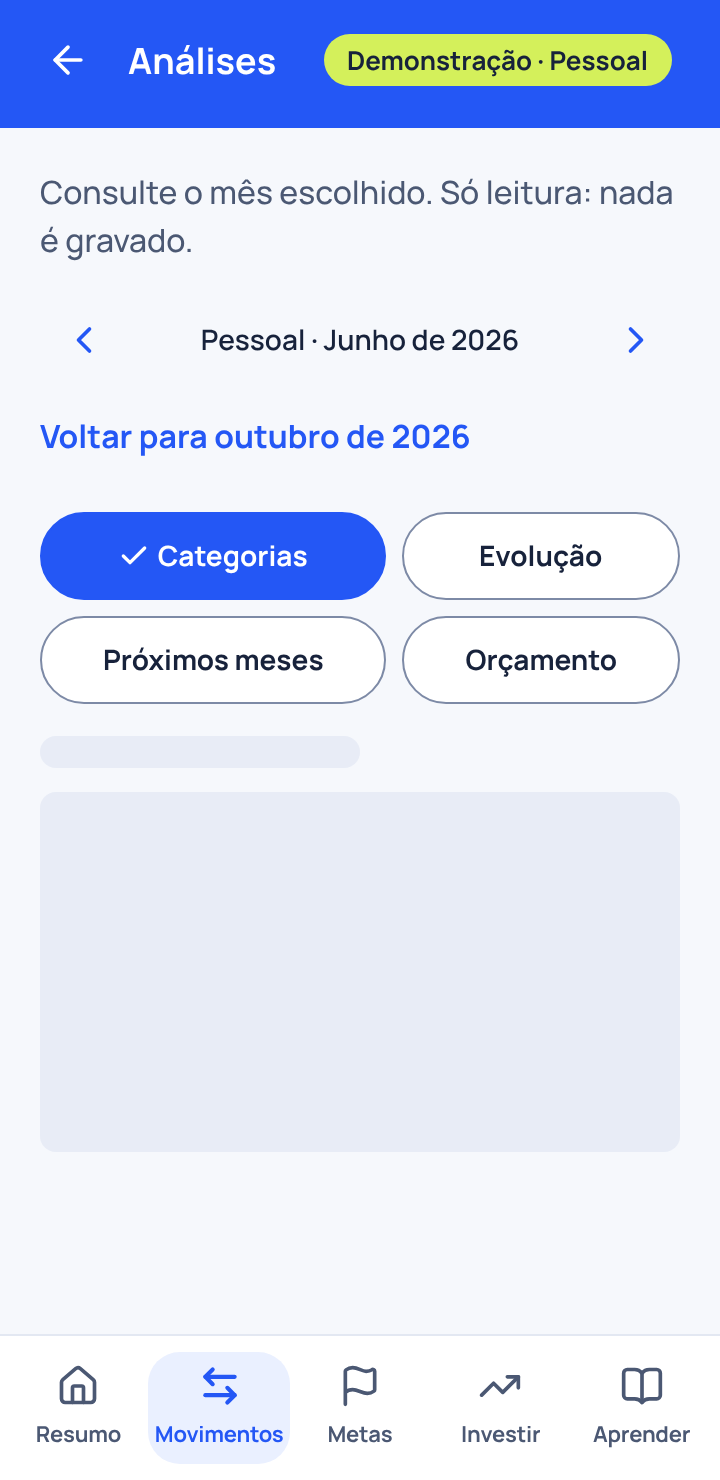 Análises
Demonstração · Pessoal
Consulte o mês escolhido. Só leitura: nada
é gravado.
Pessoal · Junho de 2026
Voltar para outubro de 2026
Categorias
Evolução
Próximos meses
Orçamento
Resumo
Movimentos
Metas
Investir
Aprender